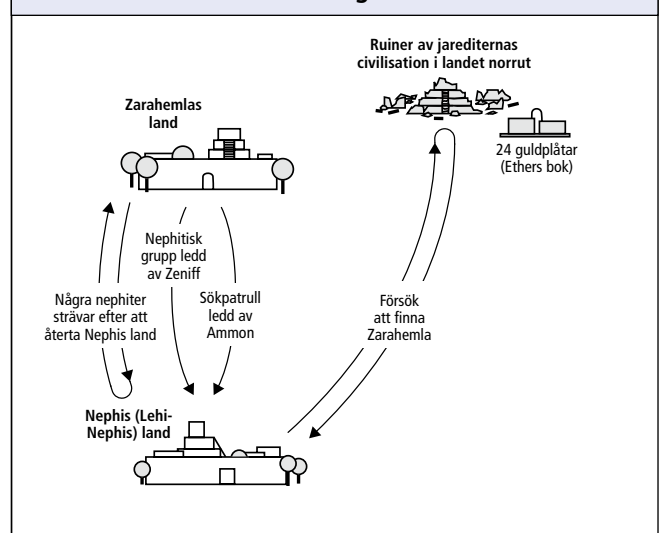 Ruiner av jarediternas
civilisation i landet norrut
Zarahemlas
land
24 guldplåtar
(Ethers bok)
Nephitisk
grupp ledd
av Zeniff
Några nephiter
strävar efter att
återta Nephis land
Sökpatrull
ledd av
Ammon
Försök
att finna
Zarahemla
Nephis (Lehi-
Nephis) land